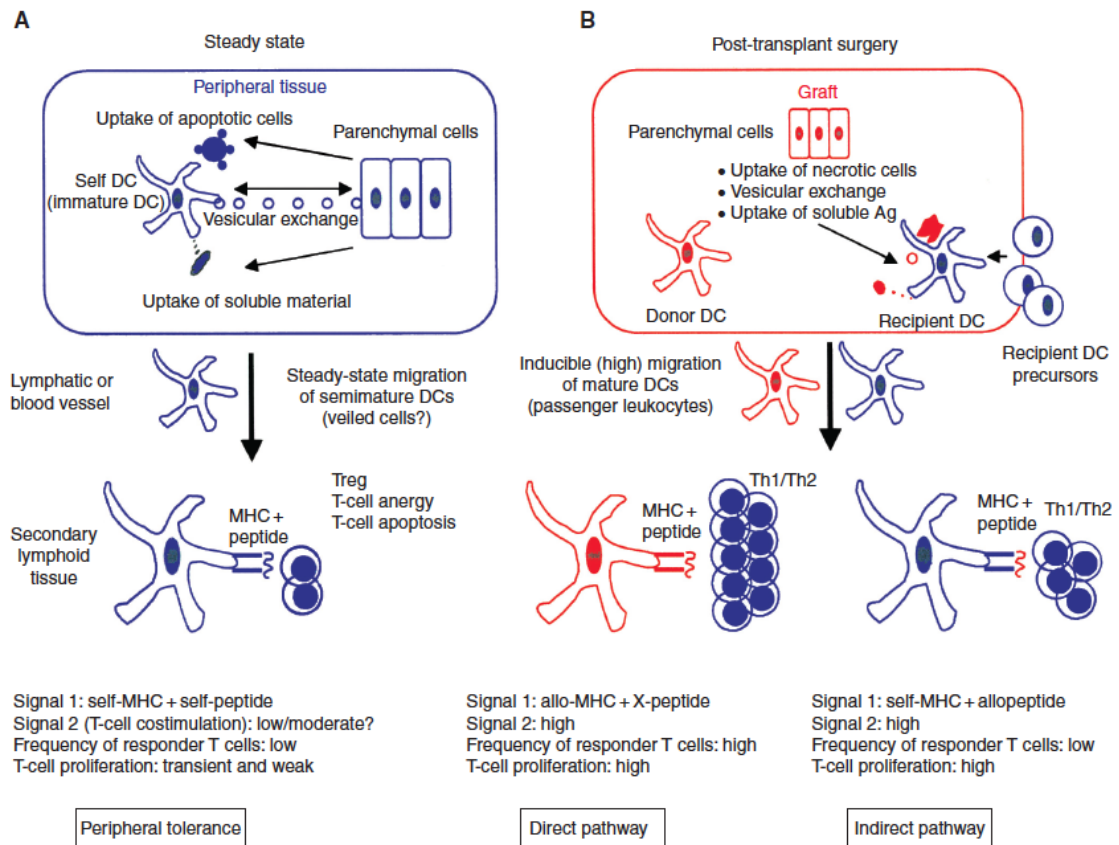 A
Steady state
Peripheral tissue
Uptake of apoptotic cells
Parenchymal cells
Self DC
(immature DC)
Vesicular exchange
Uptake of soluble material
Lymphatic or
blood vessel
Steady-state migration
of semimature DCs
(veiled cells?)
Treg
T-cell anergy
T-cell apoptosis
MHC +
peptide
Secondary
lymphoid
tissue
Signal 1: self-MHC + self-peptide
Signal 2 (T-cell costimulation): low/moderate?
Frequency of responder T cells: low
T-cell proliferation: transient and weak
Peripheral tolerance
B
Post-transplant surgery
Graft
Parenchymal cells
• Uptake of necrotic cells
• Vesicular exchange
• Uptake of soluble Ag
Donor DC
Recipient DC
Recipient DC
precursors
Inducible (high) migration
of mature DCs
(passenger leukocytes)
Th1/Th2
MHC +
peptide
MHC +
peptide
Th1/Th2
Signal 1: allo-MHC + X-peptide
Signal 2: high
Frequency of responder T cells: high
T-cell proliferation: high
Direct pathway
Signal 1: self-MHC + allopeptide
Signal 2: high
Frequency of responder T cells: low
T-cell proliferation: high
Indirect pathway